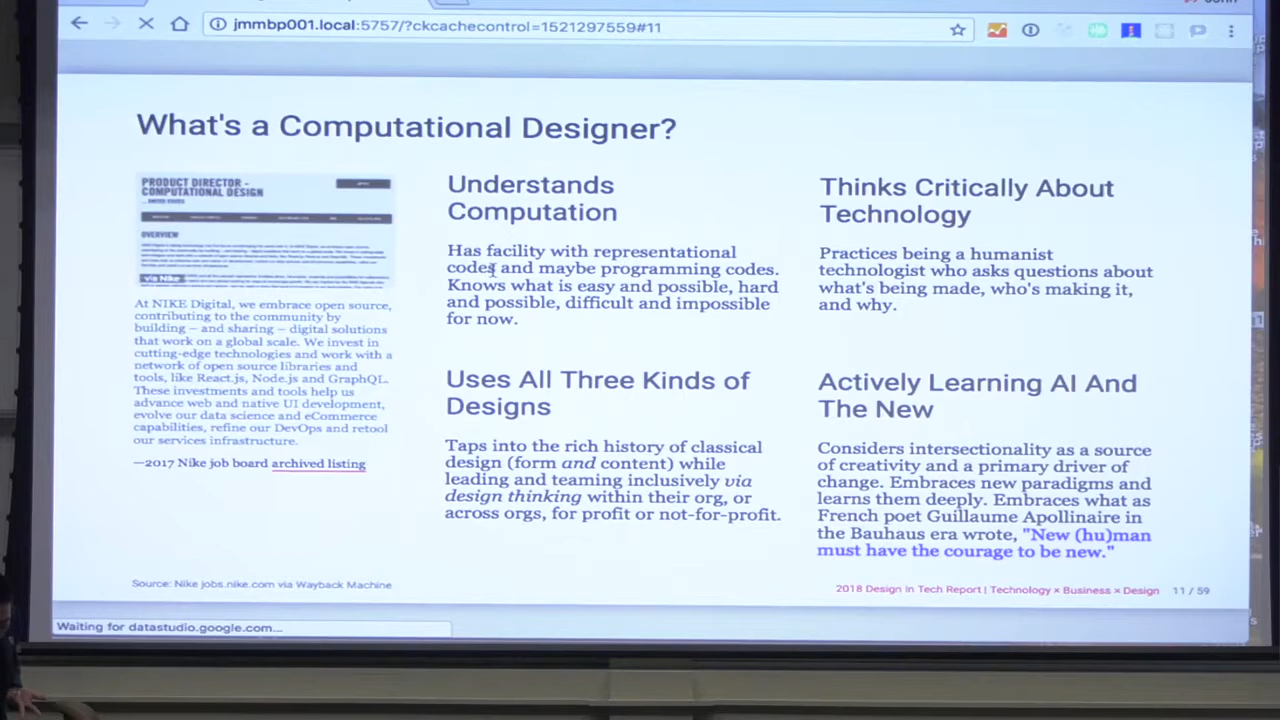 jmmbp001.local:5757/?ckcachecontrol=1521297559#11
What's a Computational Designer?
PRODUCT DIRECTOR -
COMPUTATIONAL DESIGN
OVERVIEW
via Nike
At NIKE Digital, we embrace open source,
contributing to the community by
building – and sharing – digital solutions
that work on a global scale. We invest in
cutting-edge technologies and work with a
network of open source libraries and
tools, like React.js, Node.js and GraphQL.
These investments and tools help us
advance web and native UI development,
evolve our data science and eCommerce
capabilities, refine our DevOps and retool
our services infrastructure.
—2017 Nike job board archived listing
Understands
Computation
Has facility with representational
codes and maybe programming codes.
Knows what is easy and possible, hard
and possible, difficult and impossible
for now.
Thinks Critically About
Technology
Practices being a humanist
technologist who asks questions about
what's being made, who's making it,
and why.
Uses All Three Kinds of
Designs
Taps into the rich history of classical
design (form and content) while
leading and teaming inclusively via
design thinking within their org, or
across orgs, for profit or not-for-profit.
Actively Learning AI And
The New
Considers intersectionality as a source
of creativity and a primary driver of
change. Embraces new paradigms and
learns them deeply. Embraces what as
French poet Guillaume Apollinaire in
the Bauhaus era wrote, "New (hu)man
must have the courage to be new."
Source: Nike jobs.nike.com via Wayback Machine
2018 Design in Tech Report | Technology × Business × Design 11 / 59
Waiting for datastudio.google.com...